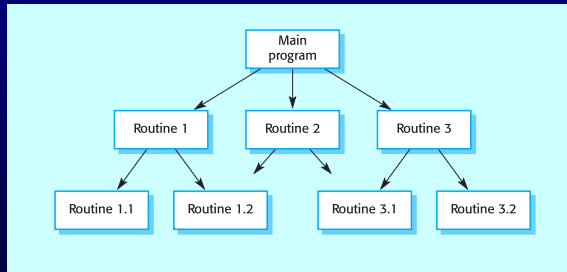 Main
program
Routine 1
Routine 2
Routine 3
Routine 1.1
Routine 1.2
Routine 3.1
Routine 3.2